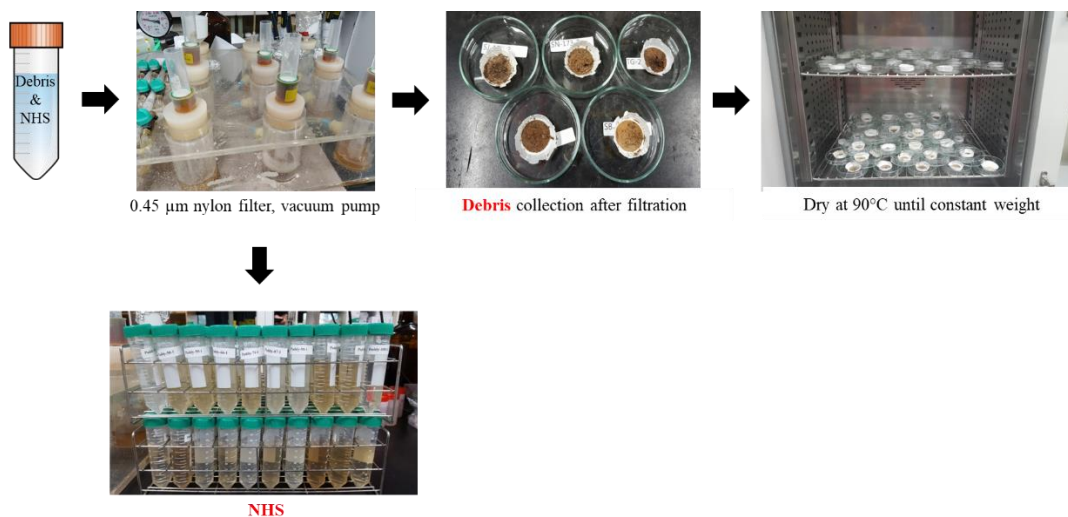 Debris
&
NHS
0.45 µm nylon filter, vacuum pump
Debris collection after filtration
Dry at 90°C until constant weight
NHS